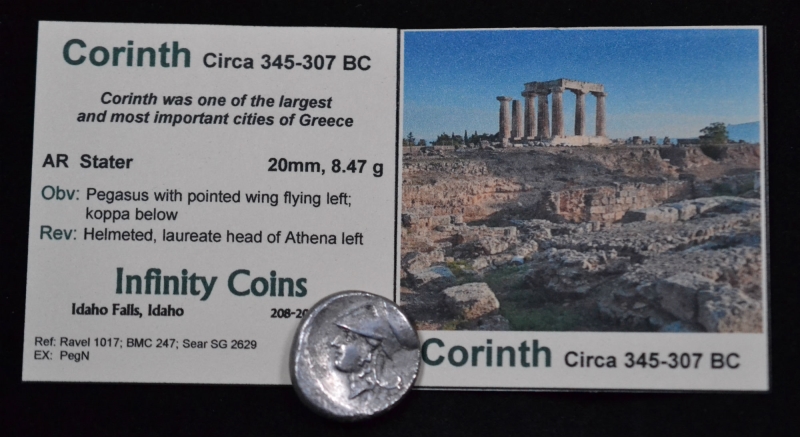 Corinth Circa 345-307 BC
Corinth was one of the largest
and most important cities of Greece
AR Stater 20mm, 8.47 g
Obv: Pegasus with pointed wing flying left;
koppa below
Rev: Helmeted, laureate head of Athena left
Infinity Coins
Idaho Falls, Idaho 208-20
Ref: Ravel 1017; BMC 247; Sear SG 2629
EX: PegN
Corinth Circa 345-307 BC